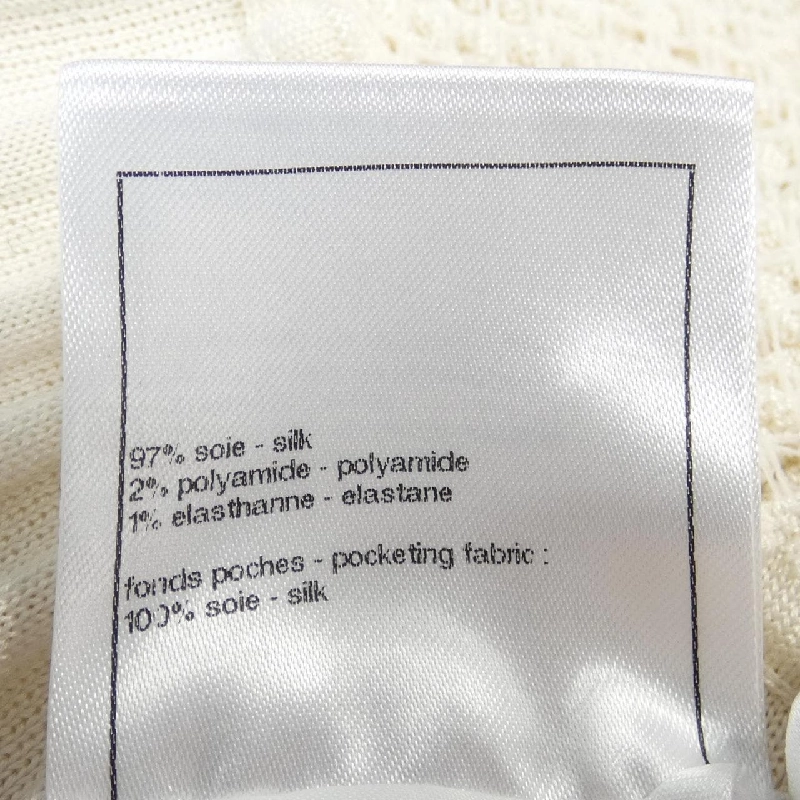 97% soie - silk
2% polyamide - polyamide
1% elasthanne - elastane
fonds poches - pocketing fabric :
100% soie - silk